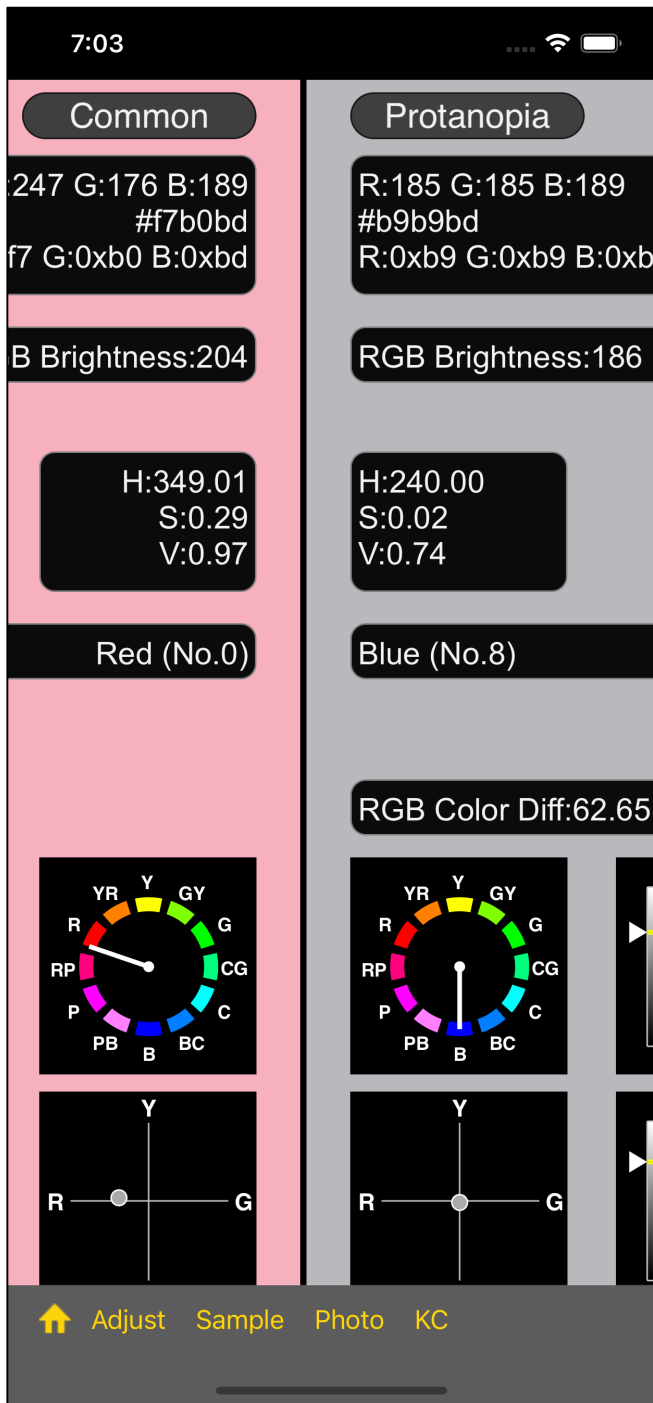 7:03
Common
:247 G:176 B:189
#f7b0bd
f7 G:0xb0 B:0xbd
B Brightness:204
H:349.01
S:0.29
V:0.97
Red (No.0)
Y
YR
GY
R
G
RP
CG
P
C
PB
BC
B
Y
R
G
Protanopia
R:185 G:185 B:189
#b9b9bd
R:0xb9 G:0xb9 B:0xb
RGB Brightness:186
H:240.00
S:0.02
V:0.74
Blue (No.8)
RGB Color Diff:62.65
Y
YR
GY
R
G
RP
CG
P
C
PB
BC
B
Y
R
G
Adjust Sample Photo KC